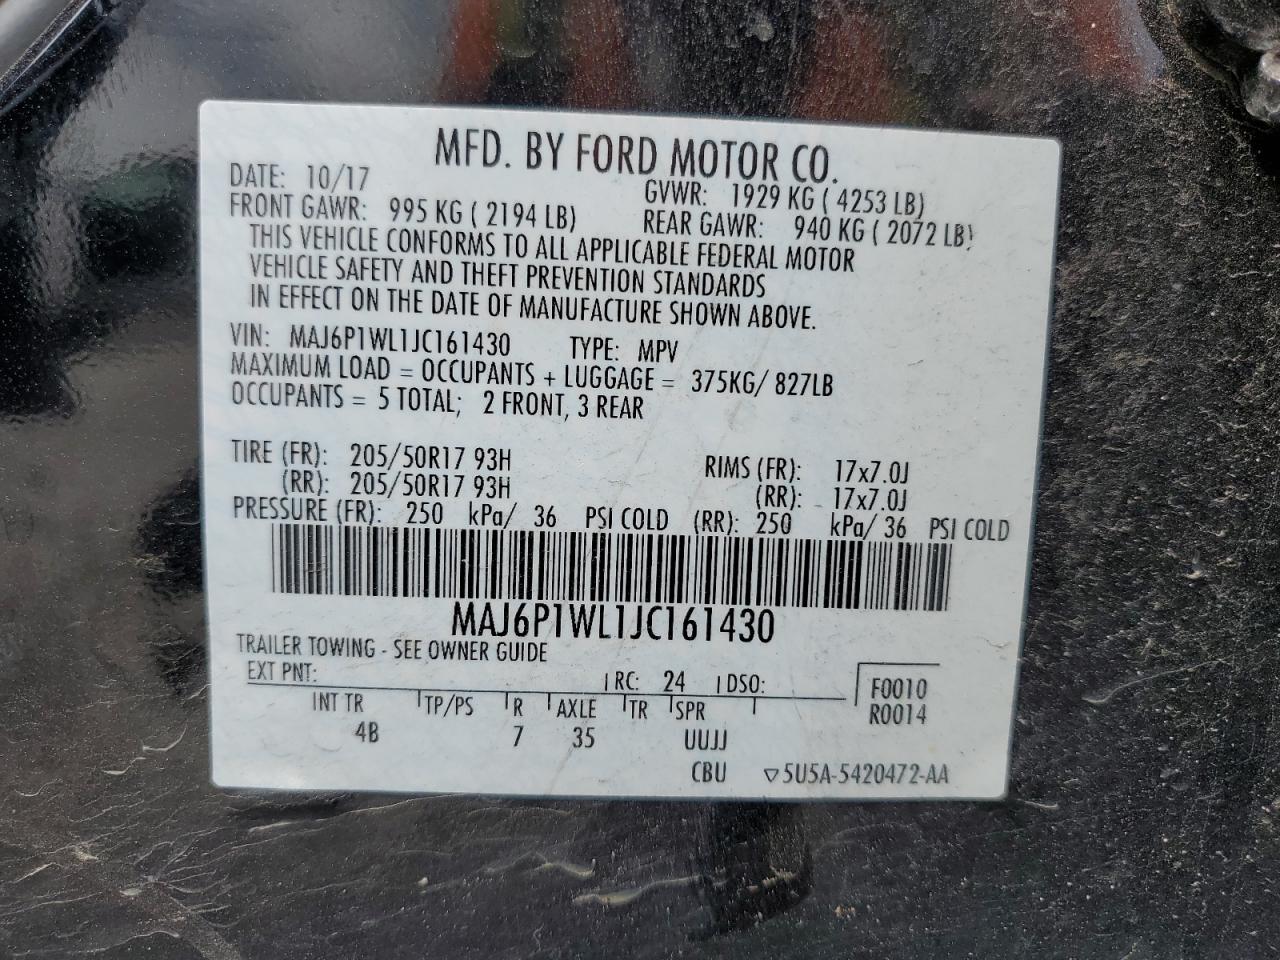 MFD. BY FORD MOTOR CO.
DATE: 10/17 GVWR: 1929 KG ( 4253 LB)
FRONT GAWR: 995 KG ( 2194 LB) REAR GAWR: 940 KG ( 2072 LB)
THIS VEHICLE CONFORMS TO ALL APPLICABLE FEDERAL MOTOR
VEHICLE SAFETY AND THEFT PREVENTION STANDARDS
IN EFFECT ON THE DATE OF MANUFACTURE SHOWN ABOVE.
VIN: MAJ6P1WL1JC161430 TYPE: MPV
MAXIMUM LOAD = OCCUPANTS + LUGGAGE = 375KG/ 827LB
OCCUPANTS = 5 TOTAL; 2 FRONT, 3 REAR
TIRE (FR): 205/50R17 93H RIMS (FR): 17x7.0J
(RR): 205/50R17 93H (RR): 17x7.0J
PRESSURE (FR): 250 kPa/ 36 PSI COLD (RR): 250 kPa/ 36 PSI COLD
MAJ6P1WL1JC161430
TRAILER TOWING - SEE OWNER GUIDE
EXT PNT: RC: 24 DSO: F0010
INT TR TP/PS R AXLE TR SPR R0014
4B 7 35 UUJJ
CBU ▽5U5A-5420472-AA